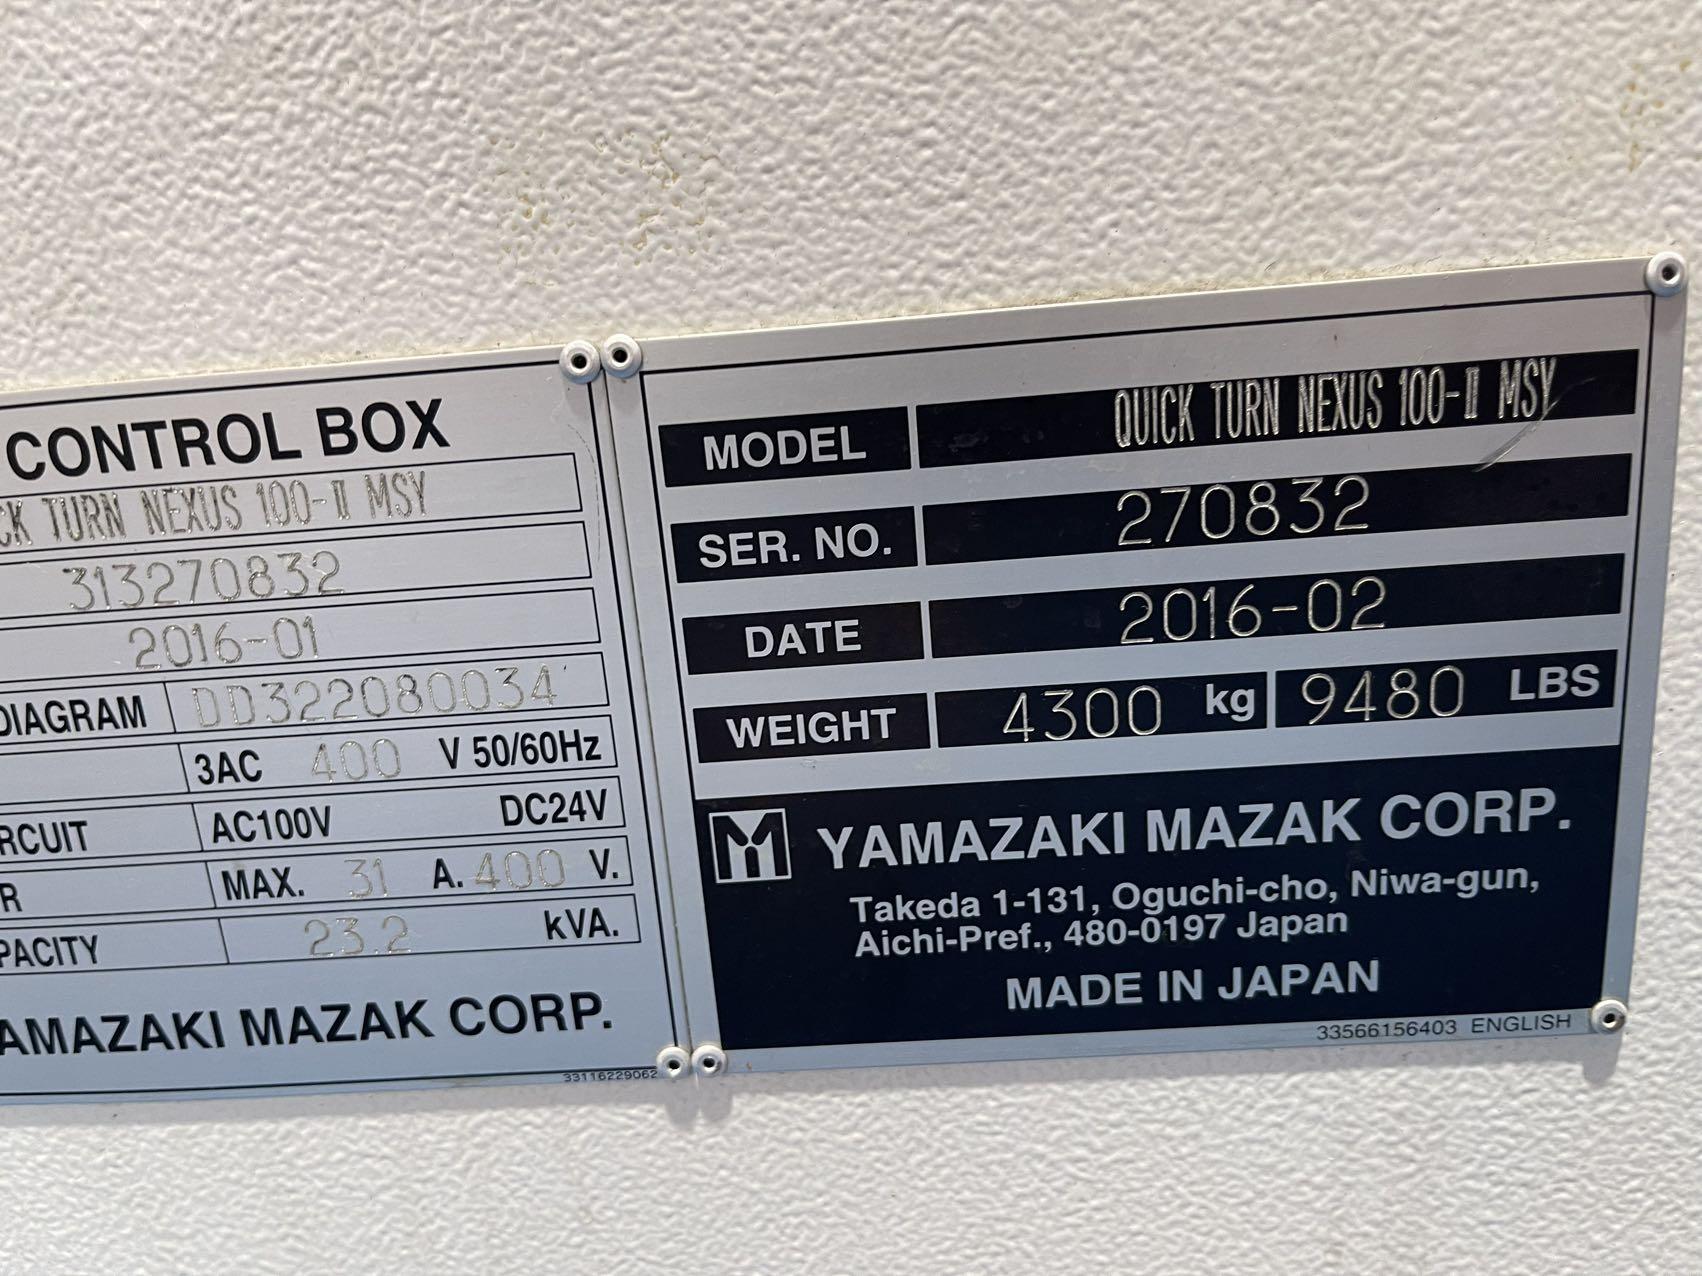 CONTROL BOX
CK TURN NEXUS 100-II MSY
313270832
2016-01
DIAGRAM DD322080034
3AC 400 V 50/60Hz
RCUIT AC100V DC24V
R MAX. 31 A. 400 V.
PACITY 23.2 kVA.
AMAZAKI MAZAK CORP.
33116229062
MODEL QUICK TURN NEXUS 100-II MSY
SER. NO. 270832
DATE 2016-02
WEIGHT 4300 kg 9480 LBS
YAMAZAKI MAZAK CORP.
Takeda 1-131, Oguchi-cho, Niwa-gun,
Aichi-Pref., 480-0197 Japan
MADE IN JAPAN
33566156403 ENGLISH